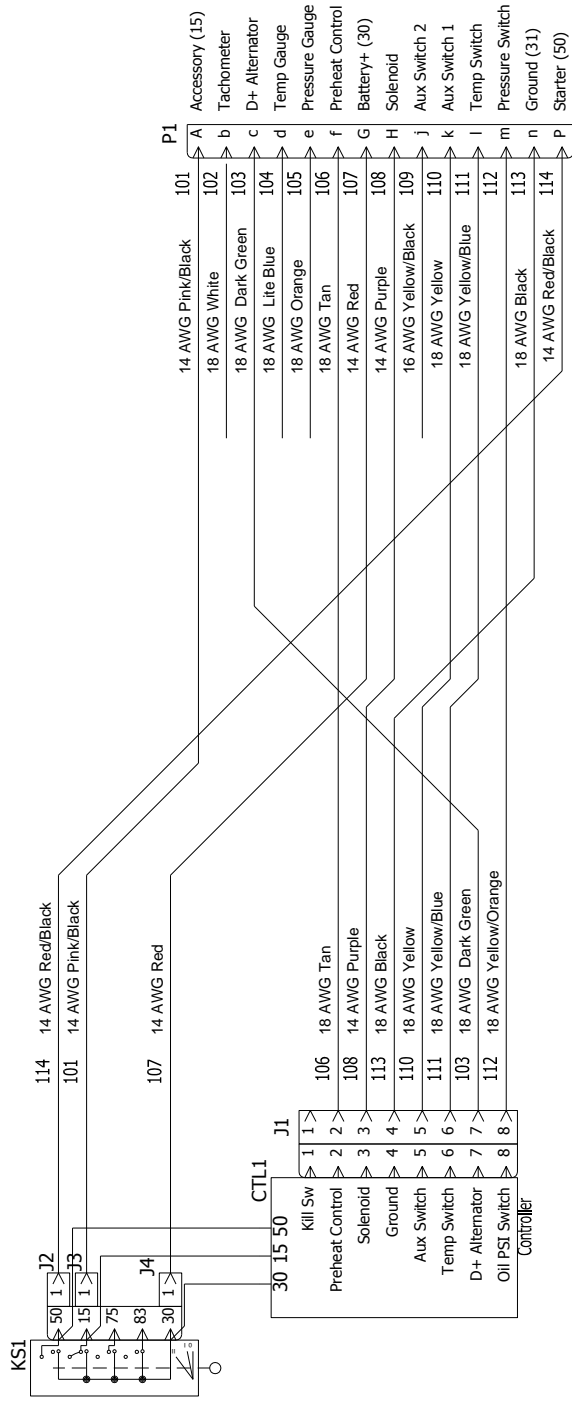 KS1
J2
J3
J4
50 1
15 1
75
83
30 1
114 14 AWG Red/Black
101 14 AWG Pink/Black
107 14 AWG Red
30 15 50
CTL1
J1
Kill Sw 1 1
Preheat Control 2 2 106 18 AWG Tan
Solenoid 3 3 108 14 AWG Purple
Ground 4 4 113 18 AWG Black
Aux Switch 5 5 110 18 AWG Yellow
Temp Switch 6 6 111 18 AWG Yellow/Blue
D+ Alternator 7 7 103 18 AWG Dark Green
Oil PSI Switch 8 8 112 18 AWG Yellow/Orange
Controller
P1
14 AWG Pink/Black 101 A Accessory (15)
18 AWG White 102 b Tachometer
18 AWG Dark Green 103 c D+ Alternator
18 AWG Lite Blue 104 d Temp Gauge
18 AWG Orange 105 e Pressure Gauge
18 AWG Tan 106 f Preheat Control
14 AWG Red 107 G Battery+ (30)
14 AWG Purple 108 H Solenoid
16 AWG Yellow/Black 109 j Aux Switch 2
18 AWG Yellow 110 k Aux Switch 1
18 AWG Yellow/Blue 111 l Temp Switch
112 m Pressure Switch
18 AWG Black 113 n Ground (31)
14 AWG Red/Black 114 P Starter (50)